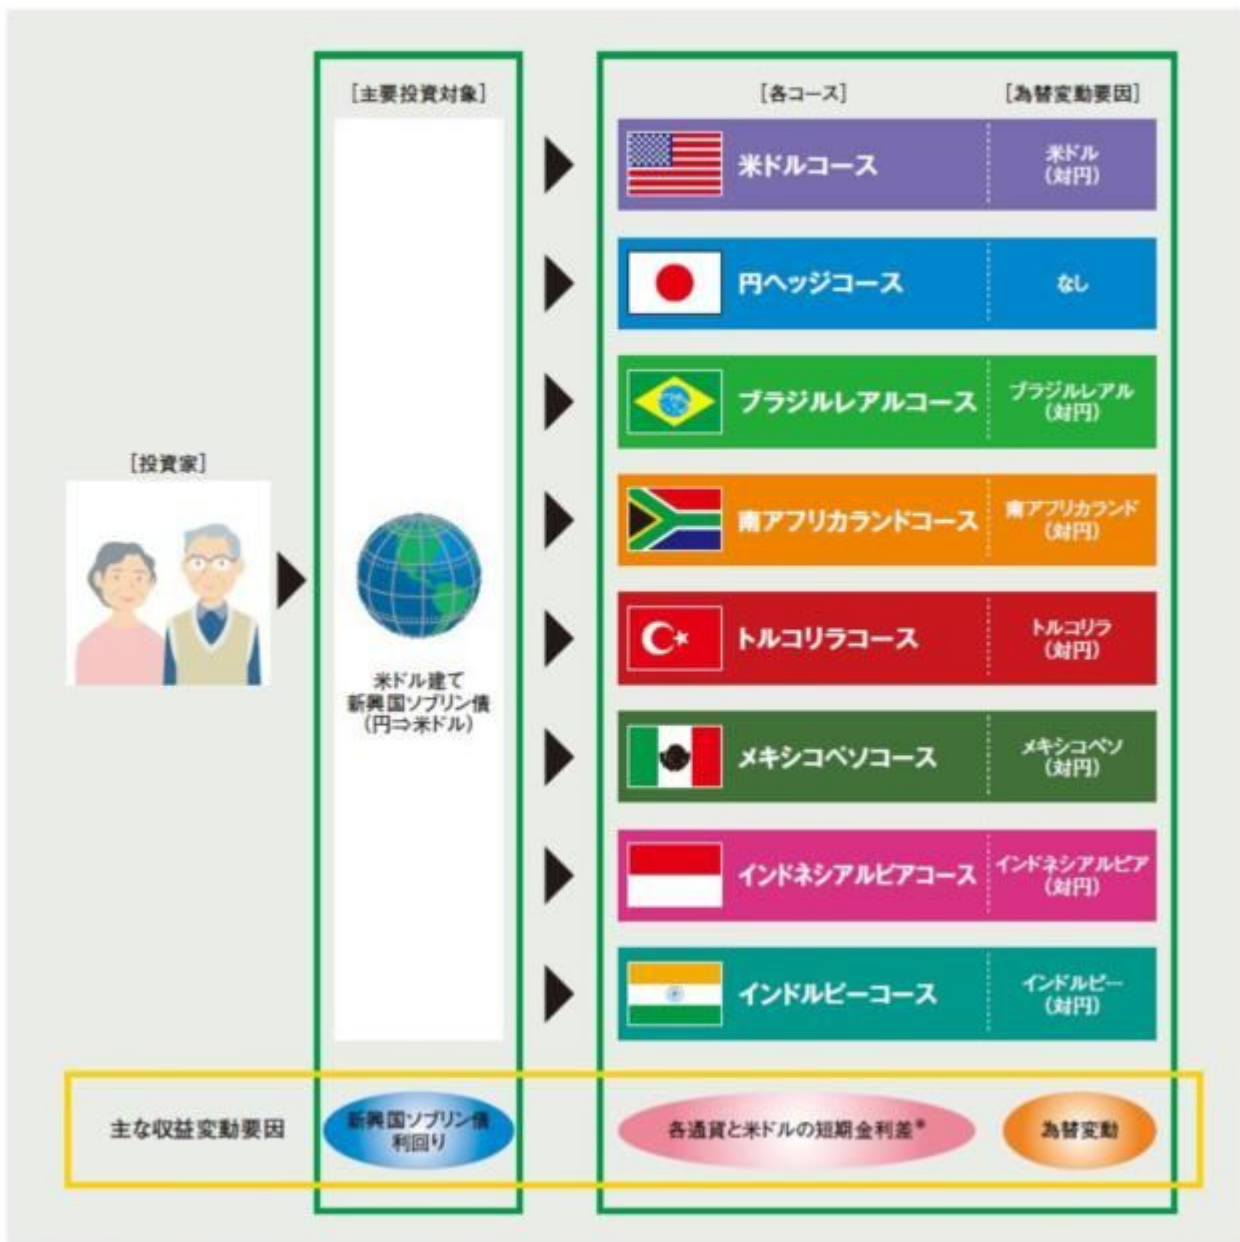 [主要投資対象]
[各コース]
[為替変動要因]
米ドルコース
米ドル
(対円)
円ヘッジコース
なし
ブラジルレアルコース
ブラジルレアル
(対円)
[投資家]
南アフリカランドコース
南アフリカランド
(対円)
トルコリラコース
トルコリラ
(対円)
米ドル建て
新興国ソブリン債
(円⇒米ドル)
メキシコペソコース
メキシコペソ
(対円)
インドネシアルピアコース
インドネシアルピア
(対円)
インドルピーコース
インドルピー
(対円)
主な収益変動要因
新興国ソブリン債
利回り
各通貨と米ドルの短期金利差※
為替変動